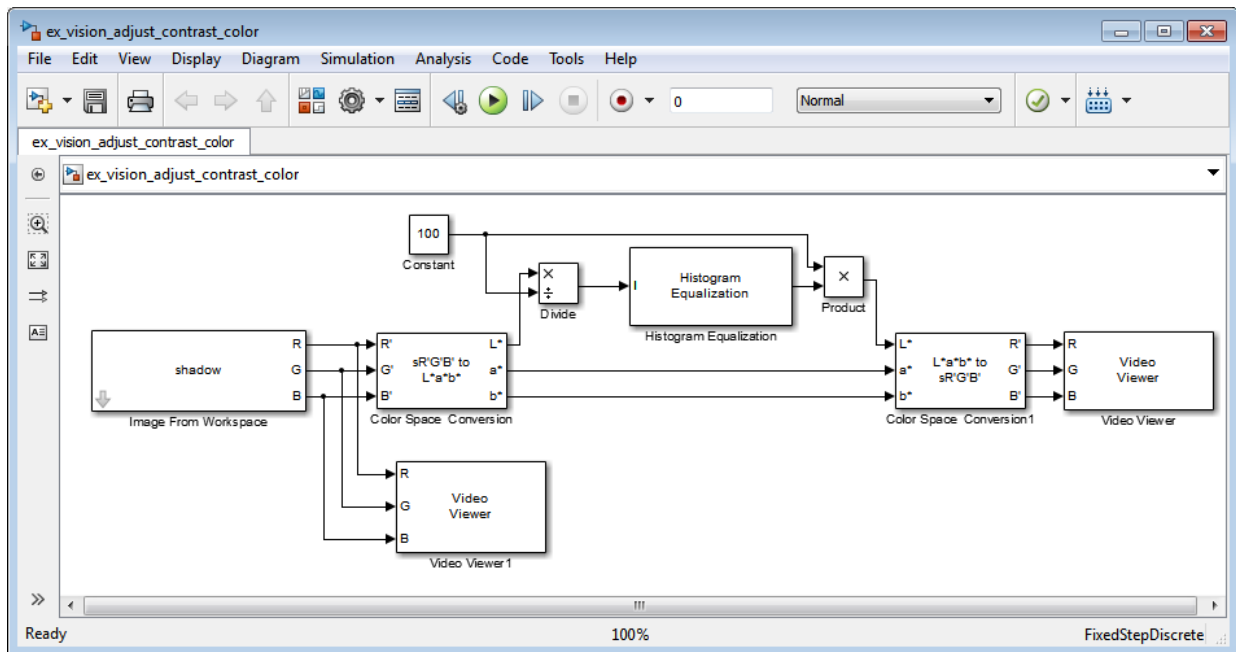 ex_vision_adjust_contrast_color
File Edit View Display Diagram Simulation Analysis Code Tools Help
0 Normal
ex_vision_adjust_contrast_color
ex_vision_adjust_contrast_color
100
Constant
×
÷
Divide
I
Histogram
Equalization
Histogram Equalization
×
Product
shadow
R
G
B
Image From Workspace
R'
G'
B'
sR'G'B' to
L*a*b*
L*
a*
b*
Color Space Conversion
L*
a*
b*
L*a*b* to
sR'G'B'
R'
G'
B'
Color Space Conversion1
R
G
B
Video
Viewer
Video Viewer
R
G
B
Video
Viewer
Video Viewer1
Ready 100% FixedStepDiscrete